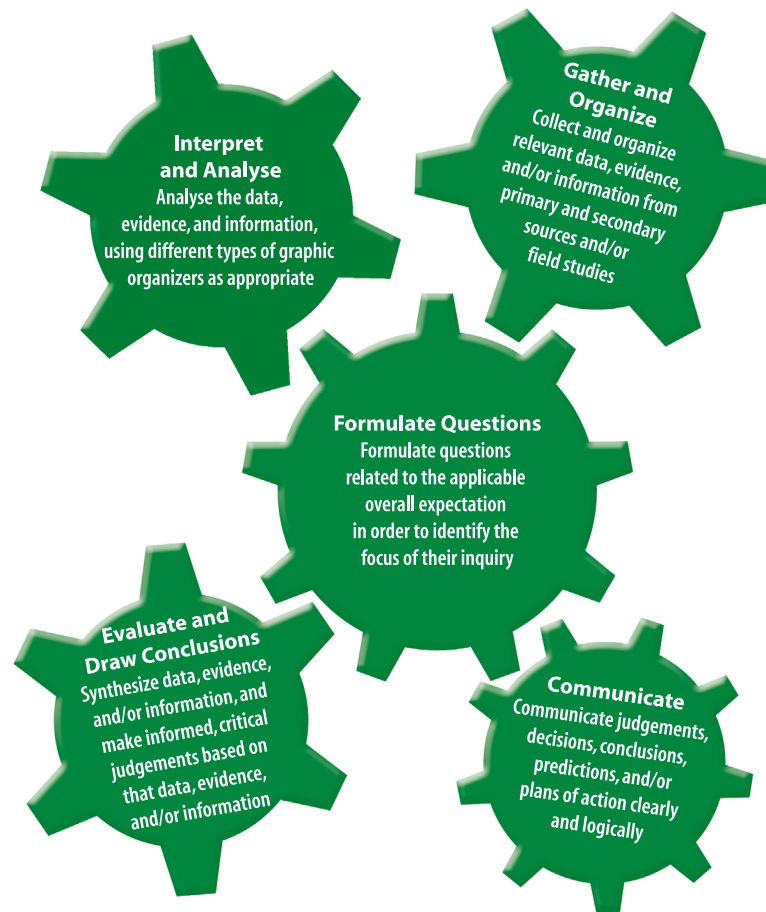 Interpret
and Analyse
Analyse the data,
evidence, and information,
using different types of graphic
organizers as appropriate
Gather and
Organize
Collect and organize
relevant data, evidence,
and/or information from
primary and secondary
sources and/or
field studies
Formulate Questions
Formulate questions
related to the applicable
overall expectation
in order to identify the
focus of their inquiry
Evaluate and
Draw Conclusions
Synthesize data, evidence,
and/or information, and
make informed, critical
judgements based on
that data, evidence,
and/or information
Communicate
Communicate judgements,
decisions, conclusions,
predictions, and/or
plans of action clearly
and logically